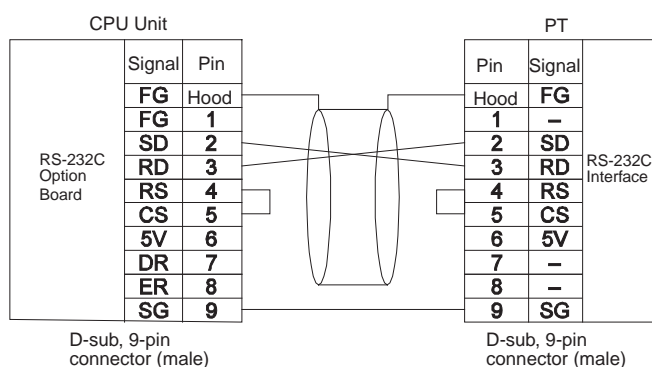 CPU Unit
PT
Signal Pin
Pin Signal
FG Hood
Hood FG
FG 1
1 –
SD 2
2 SD
RD 3
3 RD
RS 4
4 RS
CS 5
5 CS
5V 6
6 5V
DR 7
7 –
ER 8
8 –
SG 9
9 SG
RS-232C
Option
Board
RS-232C
Interface
D-sub, 9-pin
connector (male)
D-sub, 9-pin
connector (male)